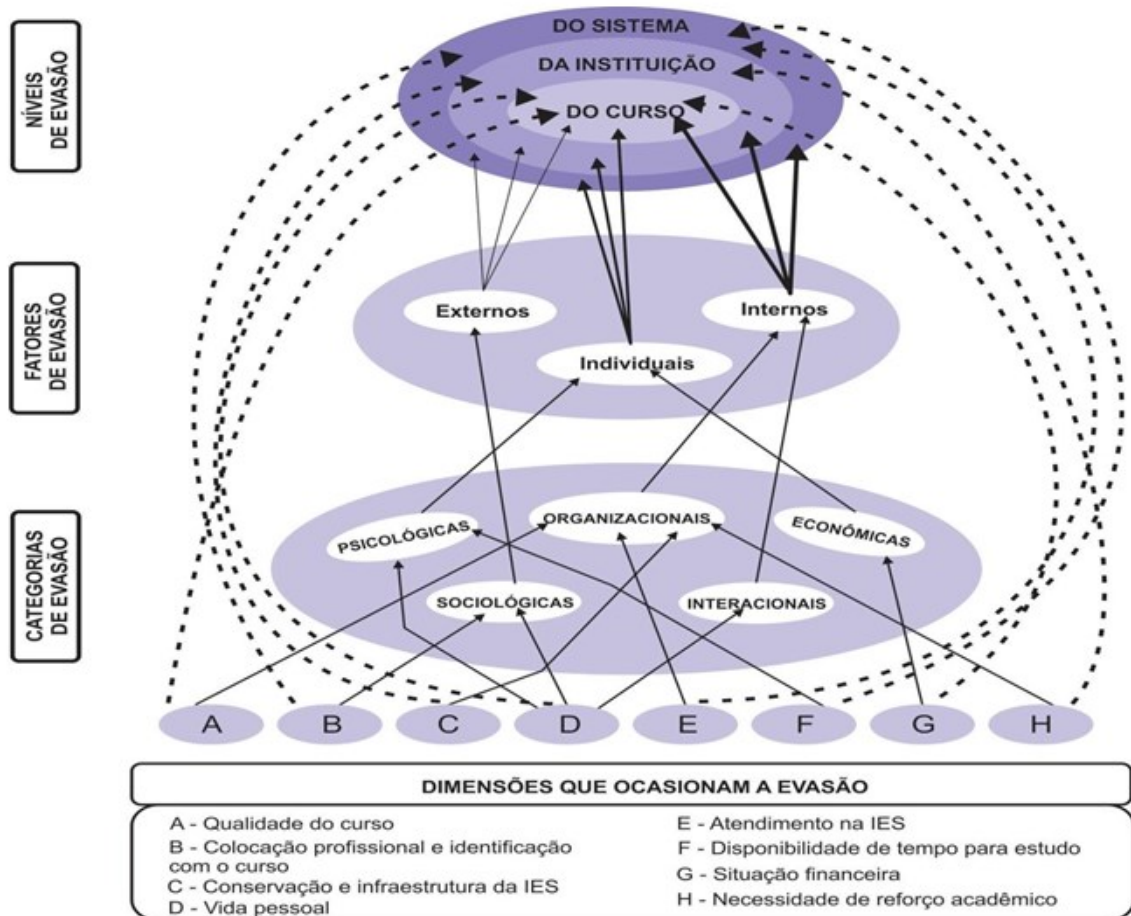 NÍVEIS
DE EVASÃO
DO SISTEMA
DA INSTITUIÇÃO
DO CURSO
FATORES
DE EVASÃO
Externos
Internos
Individuais
CATEGORIAS
DE EVASÃO
PSICOLÓGICAS
ORGANIZACIONAIS
ECONÔMICAS
SOCIOLÓGICAS
INTERACIONAIS
A B C D E F G H
DIMENSÕES QUE OCASIONAM A EVASÃO
A - Qualidade do curso
B - Colocação profissional e identificação
com o curso
C - Conservação e infraestrutura da IES
D - Vida pessoal
E - Atendimento na IES
F - Disponibilidade de tempo para estudo
G - Situação financeira
H - Necessidade de reforço acadêmico